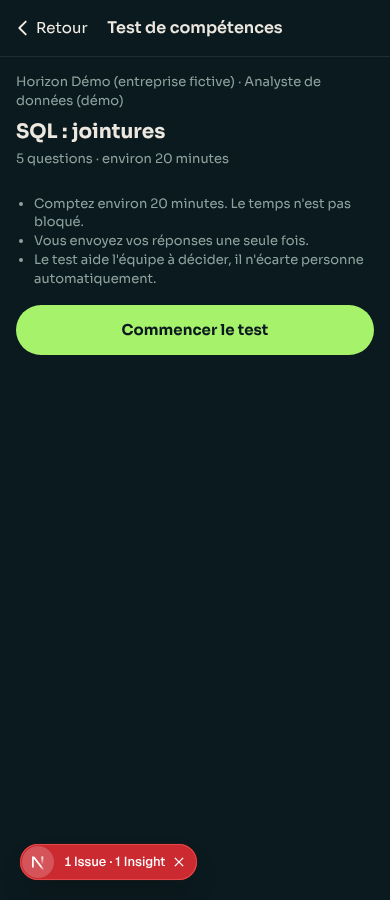 Retour Test de compétences
Horizon Démo (entreprise fictive) · Analyste de
données (démo)
SQL : jointures
5 questions · environ 20 minutes
• Comptez environ 20 minutes. Le temps n'est pas
bloqué.
• Vous envoyez vos réponses une seule fois.
• Le test aide l'équipe à décider, il n'écarte personne
automatiquement.
Commencer le test
N 1 Issue · 1 Insight